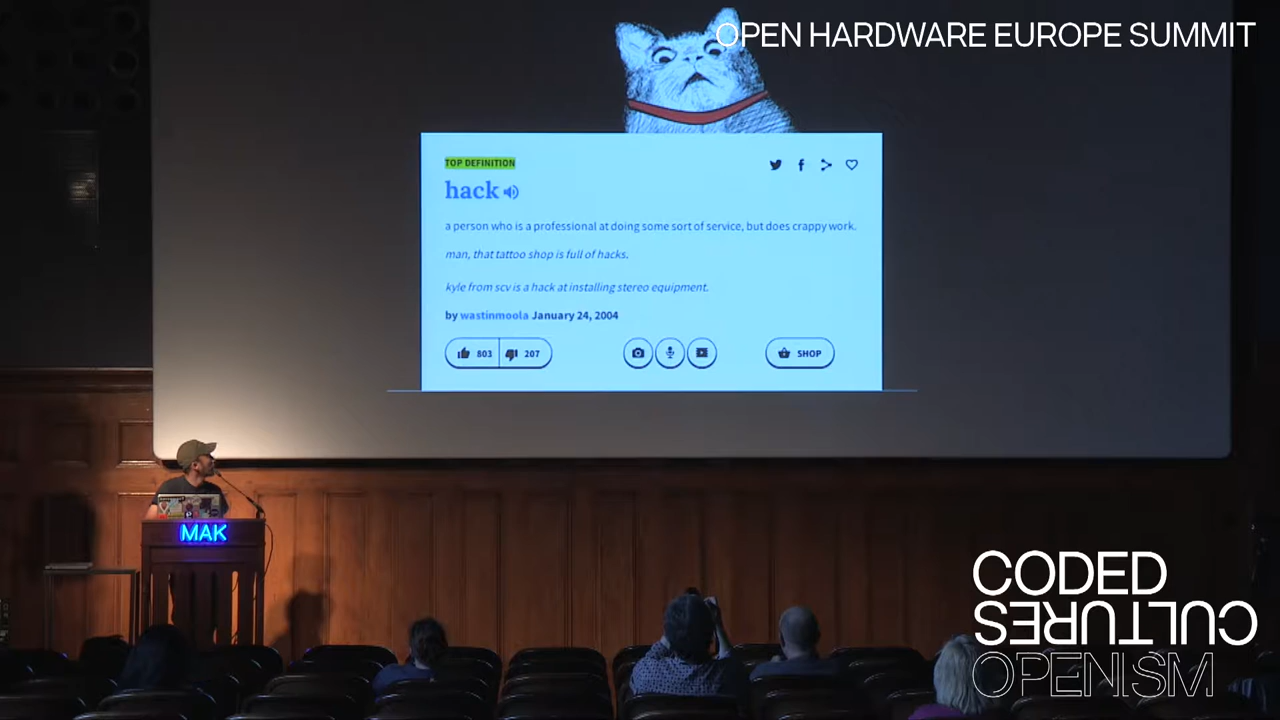 OPEN HARDWARE EUROPE SUMMIT
TOP DEFINITION
hack
a person who is a professional at doing some sort of service, but does crappy work.
man, that tattoo shop is full of hacks.
kyle from scv is a hack at installing stereo equipment.
by wastinmoola January 24, 2004
803 207 SHOP
MAK
CODED
CULTURES
OPENISM